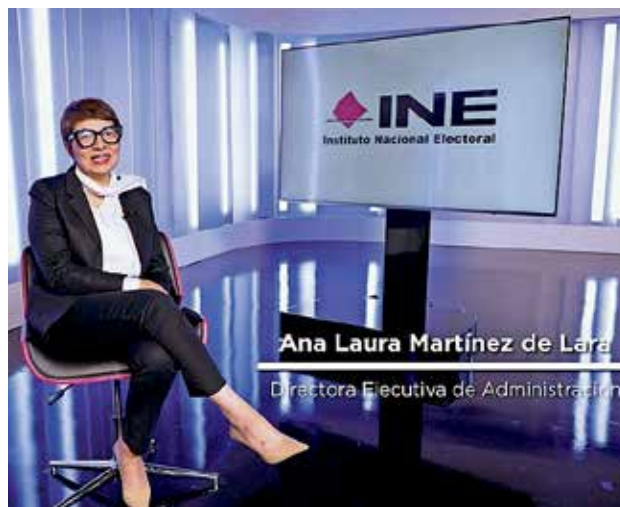 INE
Instituto Nacional Electoral
Ana Laura Martínez de Lara
Directora Ejecutiva de Administración